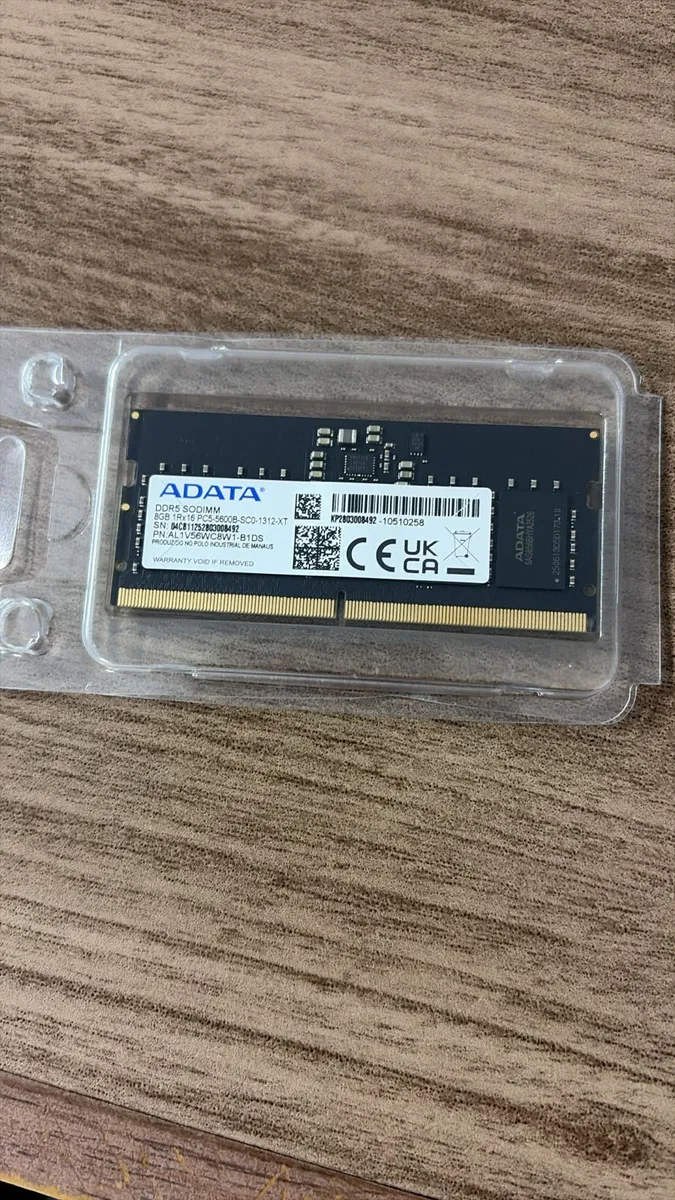 ADATA®
DDR5 SODIMM
8GB 1Rx16 PC5-5600B-SC0-1312-XT
SN: 04C811252803008492
PN:AL1V56WC8W1-B1DS
PRODUZIDO NO POLO INDUSTRIAL DE MANAUS
WARRANTY VOID IF REMOVED
KP2803008492 -10510258
CE UK
CA
ADATA